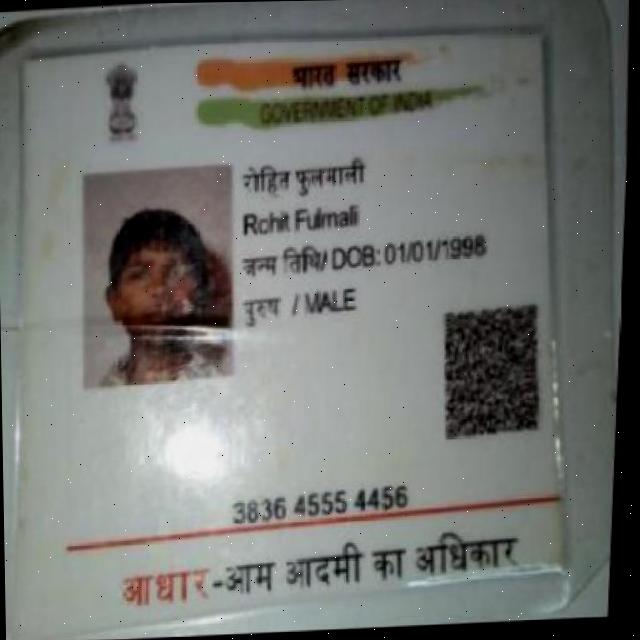 भारत सरकार
GOVERNMENT OF INDIA
रोहित फुलमाली
Rohit Fulmali
जन्म तिथि/ DOB: 01/01/1998
पुरुष / MALE
3836 4555 4456
आधार-आम आदमी का अधिकार